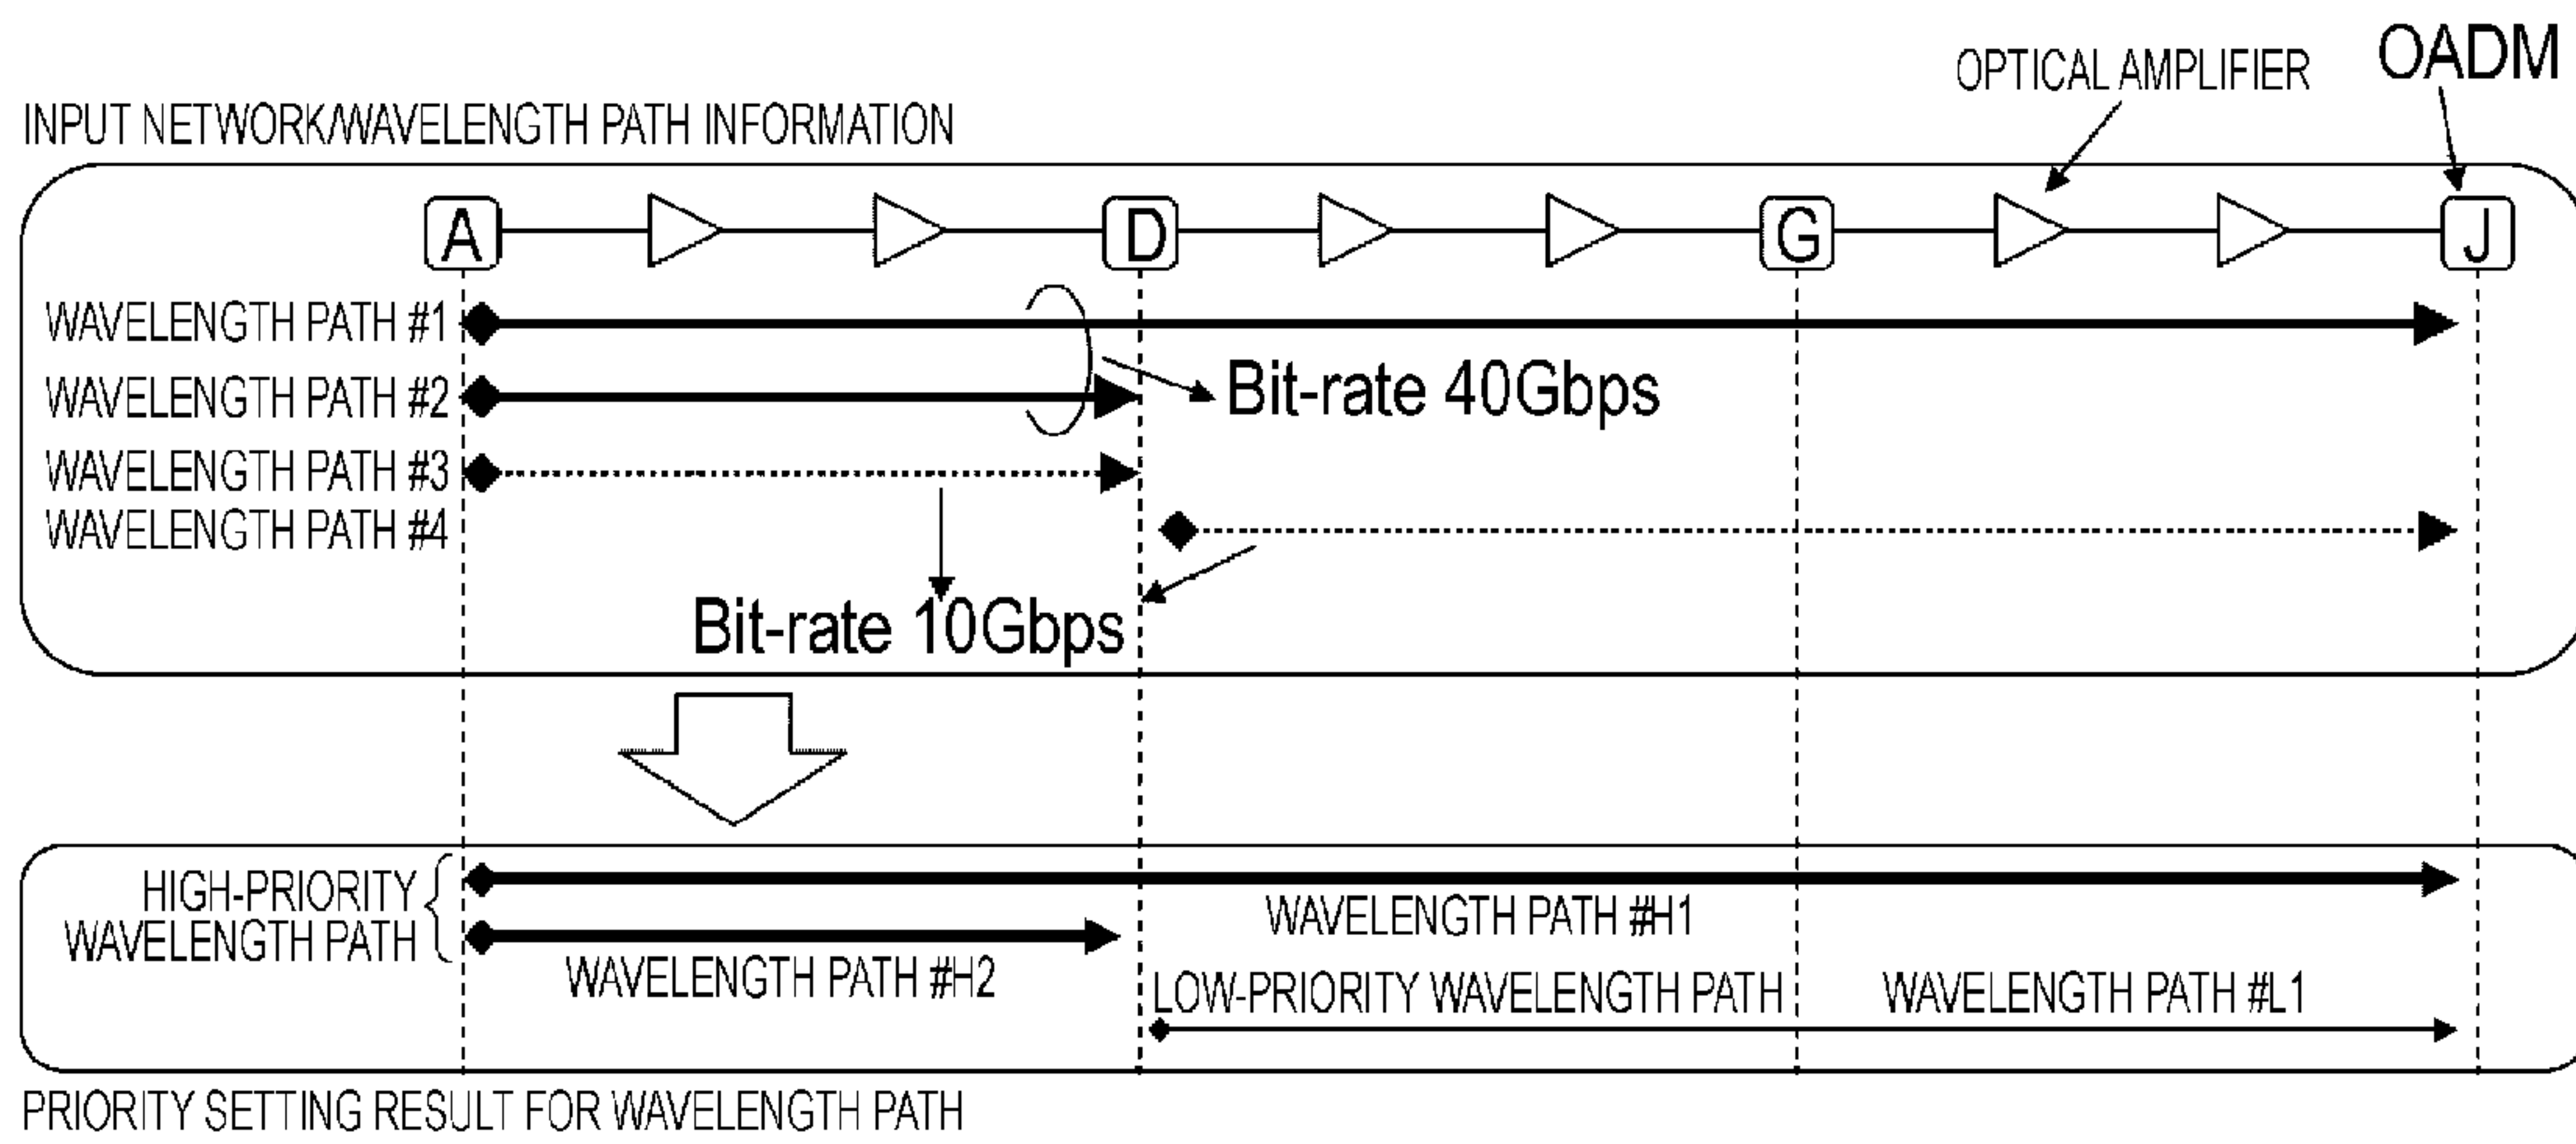 OPTICAL AMPLIFIER
OADM
INPUT NETWORK/WAVELENGTH PATH INFORMATION
A
D
G
J
WAVELENGTH PATH #1
WAVELENGTH PATH #2
Bit-rate 40Gbps
WAVELENGTH PATH #3
WAVELENGTH PATH #4
Bit-rate 10Gbps
HIGH-PRIORITY
WAVELENGTH PATH
WAVELENGTH PATH #H1
WAVELENGTH PATH #H2
LOW-PRIORITY WAVELENGTH PATH
WAVELENGTH PATH #L1
PRIORITY SETTING RESULT FOR WAVELENGTH PATH